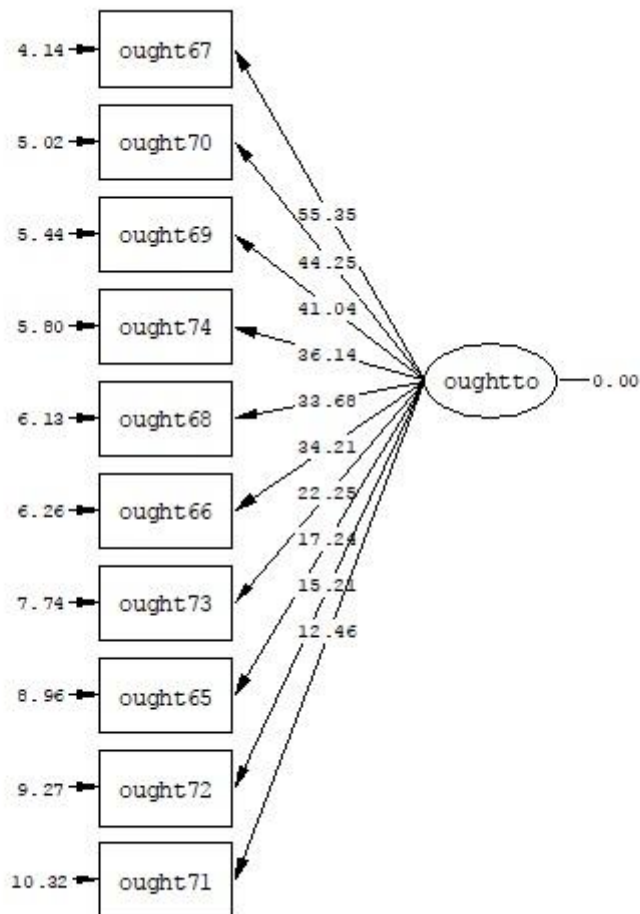 4.14 ought67
5.02 ought70
5.44 ought69
5.80 ought74
6.13 ought68
6.26 ought66
7.74 ought73
8.96 ought65
9.27 ought72
10.32 ought71
55.35
44.25
41.04
36.14
33.68
34.21
22.25
17.24
15.21
12.46
oughtto 0.00